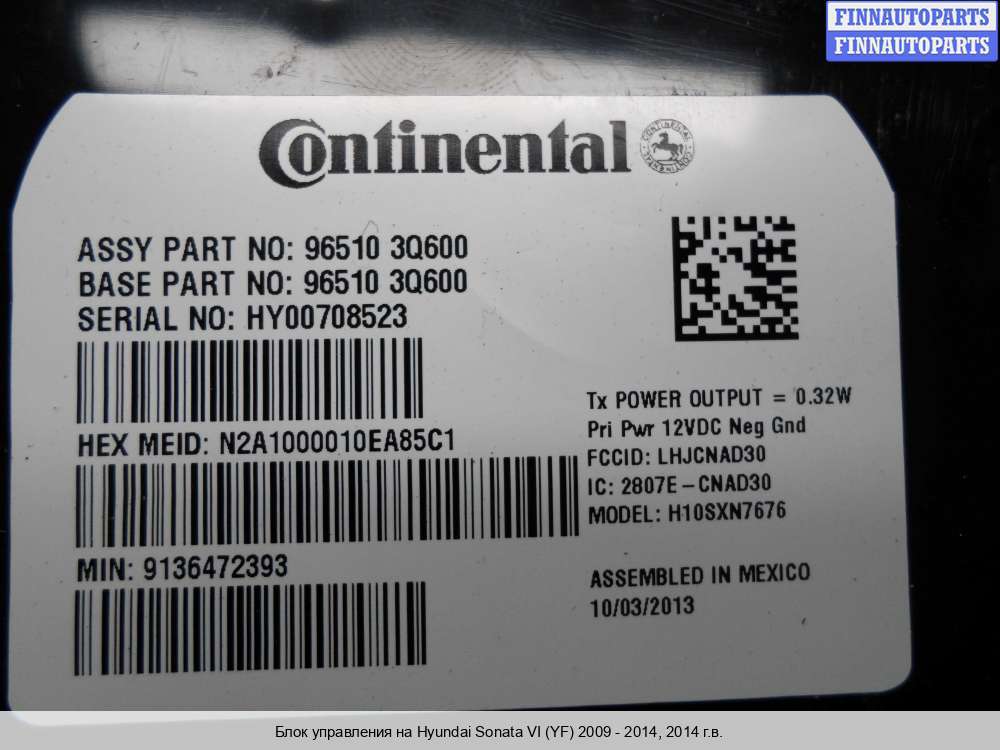 FINNAUTOPARTS
FINNAUTOPARTS
Continental
CONTINENTAL CONTINENTAL
ASSY PART NO: 96510 3Q600
BASE PART NO: 96510 3Q600
SERIAL NO: HY00708523
HEX MEID: N2A1000010EA85C1
MIN: 9136472393
Tx POWER OUTPUT = 0.32W
Pri Pwr 12VDC Neg Gnd
FCCID: LHJCNAD30
IC: 2807E-CNAD30
MODEL: H10SXN7676
ASSEMBLED IN MEXICO
10/03/2013
Блок управления на Hyundai Sonata VI (YF) 2009 - 2014, 2014 г.в.